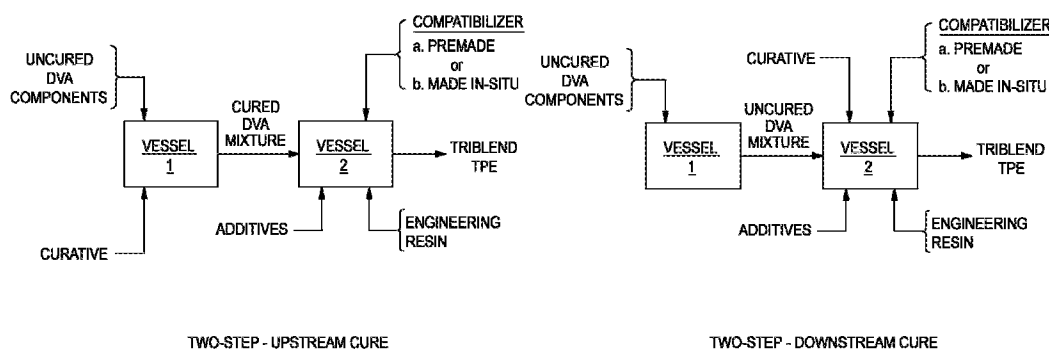 UNCURED
DVA
COMPONENTS
CURATIVE
VESSEL
1
CURED
DVA
MIXTURE
COMPATIBILIZER
a. PREMADE
or
b. MADE IN-SITU
VESSEL
2
TRIBLEND
TPE
ADDITIVES
ENGINEERING
RESIN
TWO-STEP - UPSTREAM CURE
UNCURED
DVA
COMPONENTS
VESSEL
1
UNCURED
DVA
MIXTURE
CURATIVE
COMPATIBILIZER
a. PREMADE
or
b. MADE IN-SITU
VESSEL
2
TRIBLEND
TPE
ADDITIVES
ENGINEERING
RESIN
TWO-STEP - DOWNSTREAM CURE